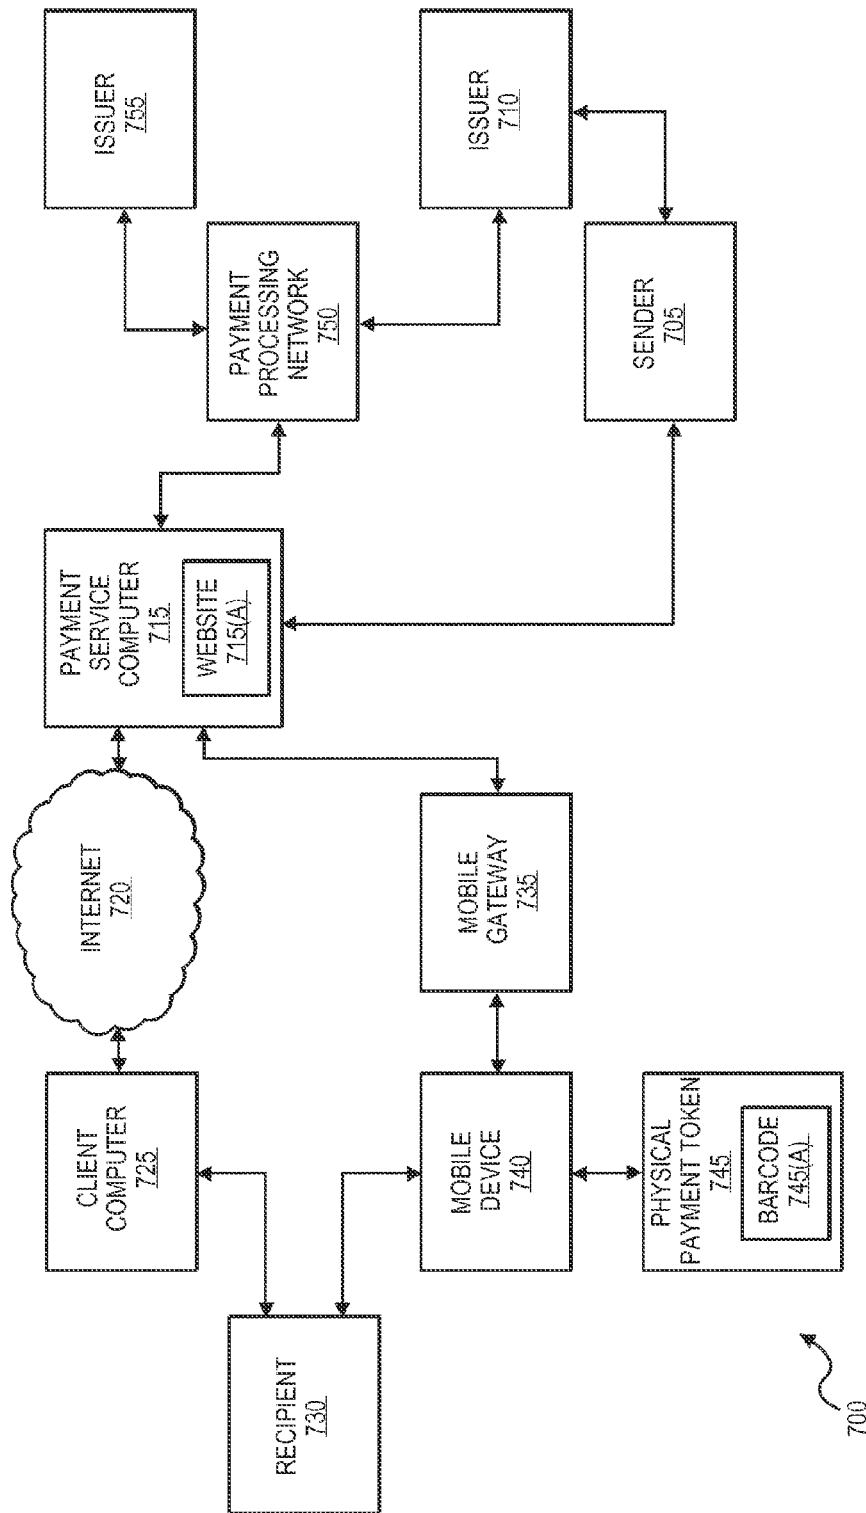 CLIENT
COMPUTER
725
INTERNET
720
PAYMENT
SERVICE
COMPUTER
715
WEBSITE
715(A)
ISSUER
755
RECIPIENT
730
PAYMENT
PROCESSING
NETWORK
750
MOBILE
DEVICE
740
MOBILE
GATEWAY
735
ISSUER
710
PHYSICAL
PAYMENT TOKEN
745
BARCODE
745(A)
SENDER
705
700